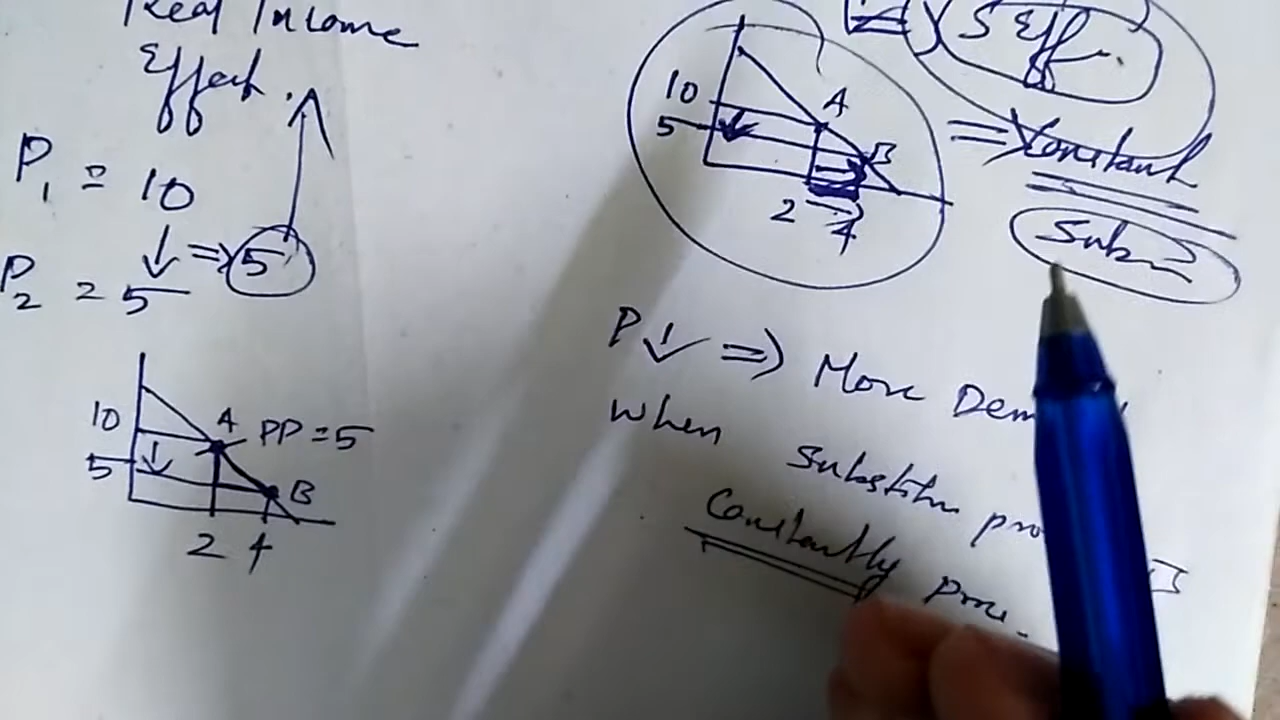 Real Income
Effect.
P1 = 10
P2 = 5 => 5
10
5
A PP = 5
B
2 4
S Eff.
10
5
A
B
2 4
=> Constant
P ↓ => More Dem
When Substitu
Constantly